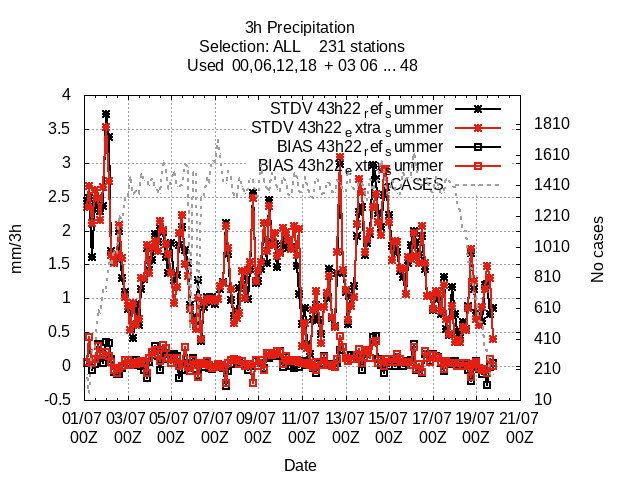 3h Precipitation
Selection: ALL 231 stations
Used 00,06,12,18 + 03 06 ... 48
STDV 43h22refsummer
STDV 43h22extrasummer
BIAS 43h22refsummer
BIAS 43h22extrasummer
CASES
4
3.5
3
2.5
2
1.5
1
0.5
0
-0.5
mm/3h
1810
1610
1410
1210
1010
810
610
410
210
10
No cases
01/07 03/07 05/07 07/07 09/07 11/07 13/07 15/07 17/07 19/07 21/07
00Z 00Z 00Z 00Z 00Z 00Z 00Z 00Z 00Z 00Z 00Z
Date